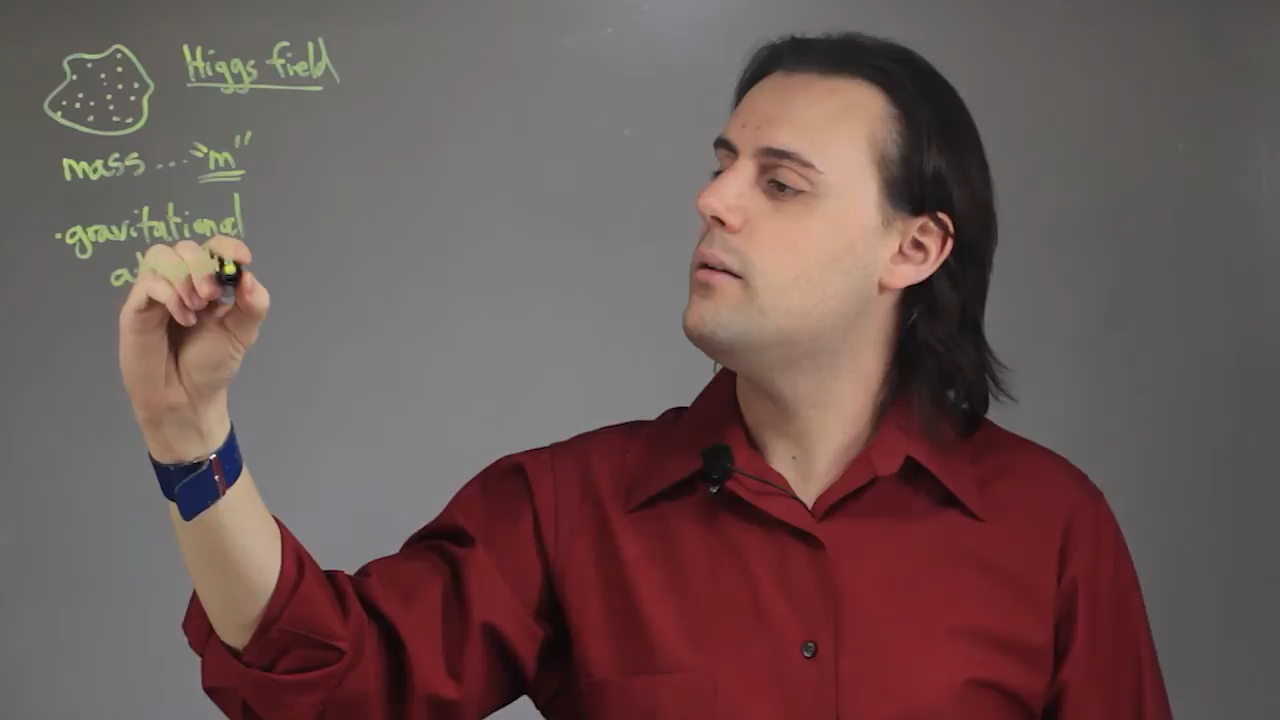 Higgs field
mass ... "m"
·gravitational